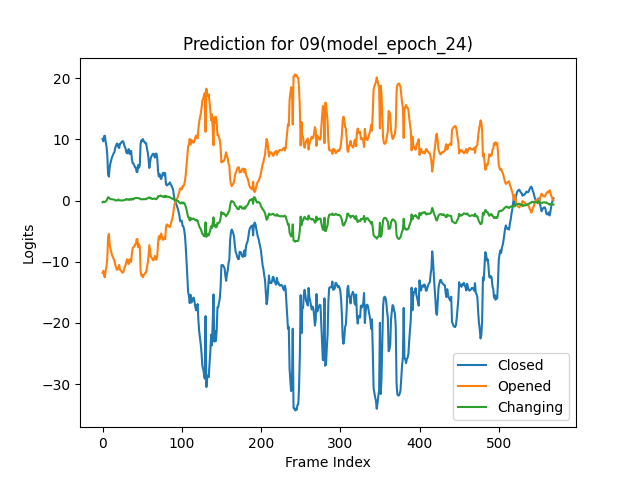 Prediction for 09(model_epoch_24)
20
10
0
−10
−20
−30
Logits
0
100
200
300
400
500
Frame Index
Closed
Opened
Changing